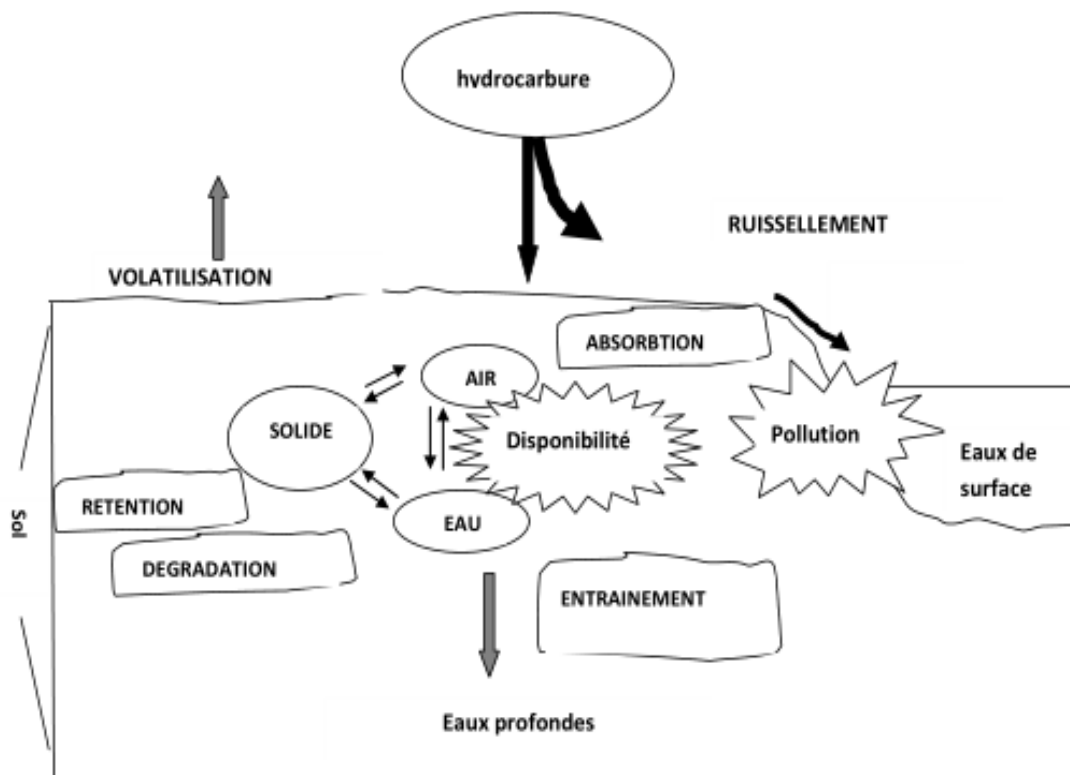 hydrocarbure
RUISSELLEMENT
VOLATILISATION
ABSORBTION
AIR
SOLIDE
Disponibilité
Pollution
Eaux de
surface
RETENTION
EAU
Sol
DEGRADATION
ENTRAINEMENT
Eaux profondes